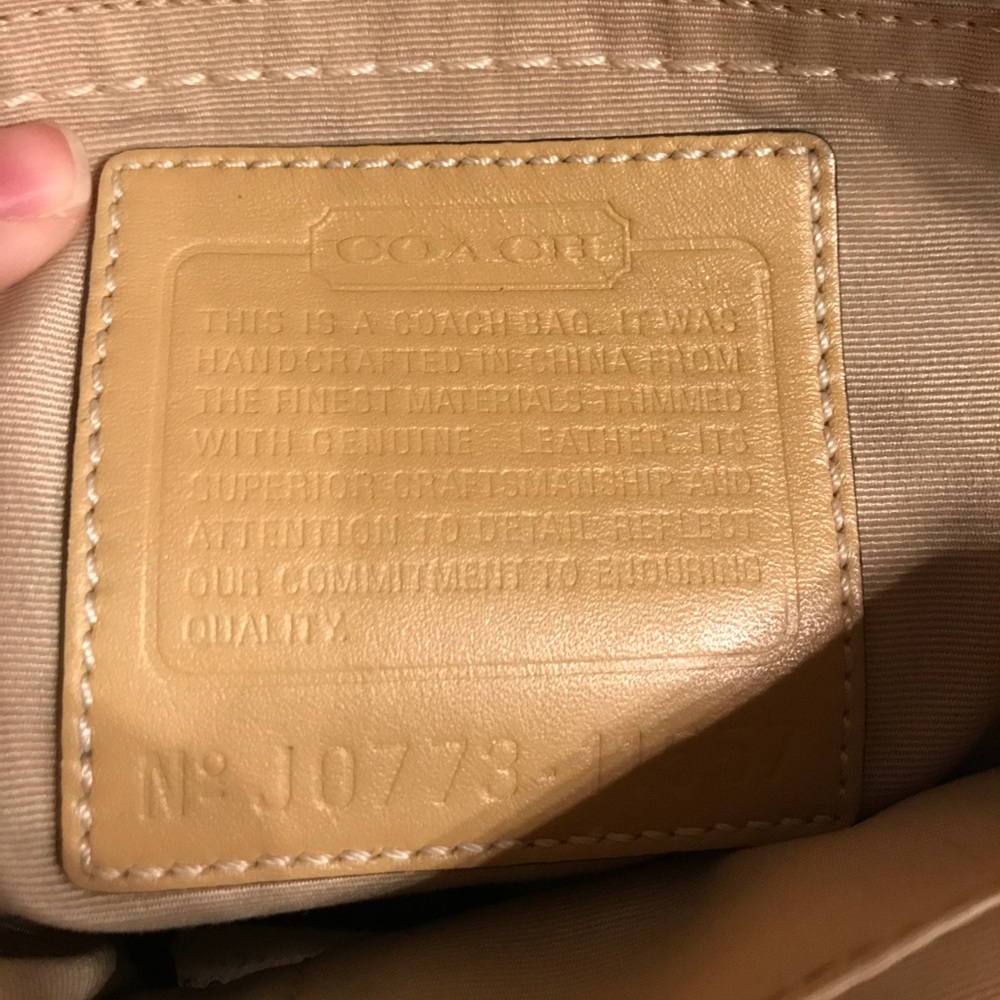 COACH
THIS IS A COACH BAG. IT WAS
HANDCRAFTED IN CHINA FROM
THE FINEST MATERIALS TRIMMED
WITH GENUINE LEATHER. ITS
SUPERIOR CRAFTSMANSHIP AND
ATTENTION TO DETAIL REFLECT
OUR COMMITMENT TO ENDURING
QUALITY.
Nº J0773-